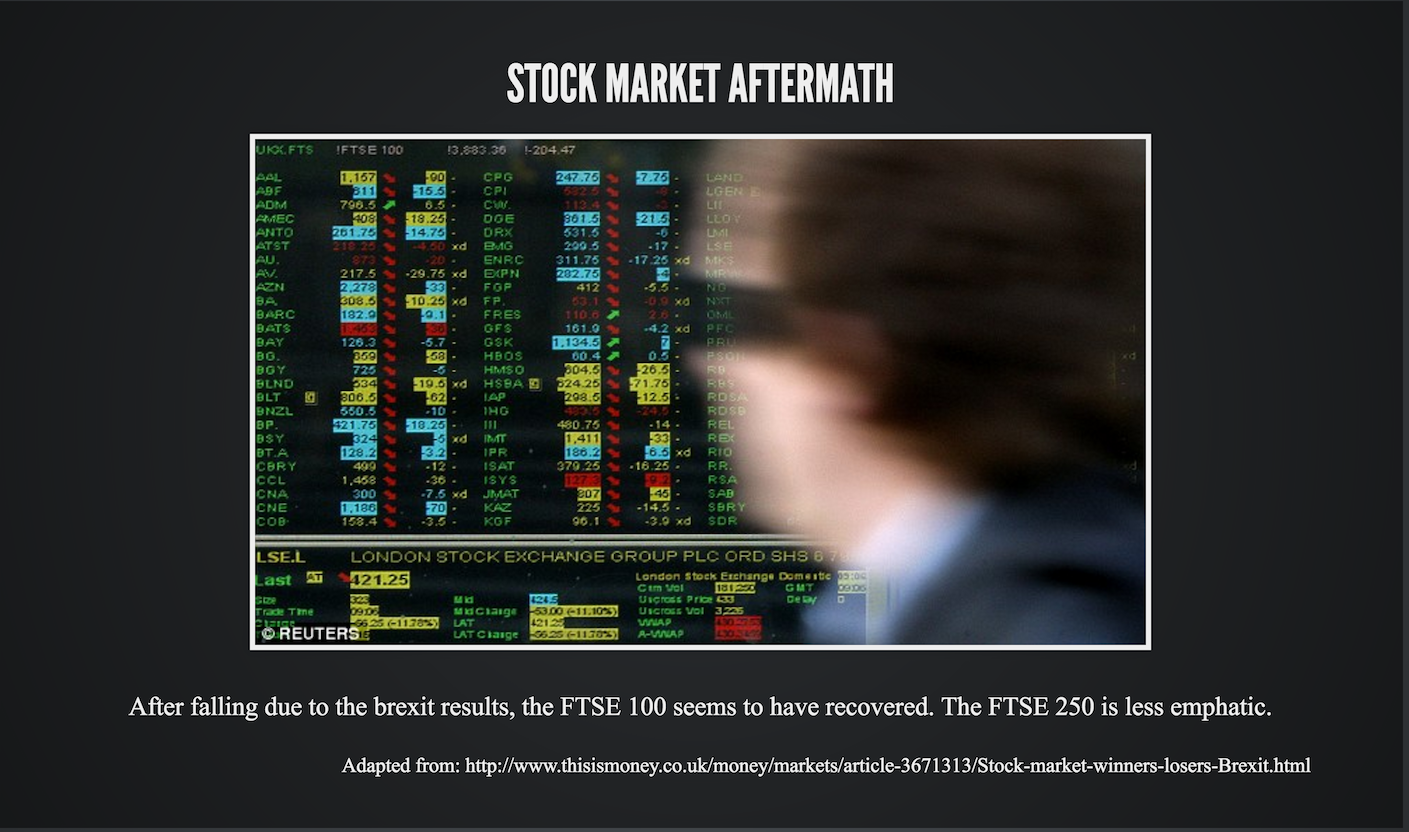 STOCK MARKET AFTERMATH
UKX.FTS !FTSE 100 !3,883.36 !-204.47
AAL 1,157 -90 - CPG 247.75 -7.75 - LAND
ABF 611 -15.5 - CPI 582.5 -8 - LGEN
ADM 796.5 6.5 - CW. 113.4 -3 - LII
AMEC 408 -18.25 - DGE 861.5 -21.5 - LLOY
ANTO 261.75 -14.75 - DRX 531.5 -6 - LMI
ATST 218.25 -4.50 xd EMG 299.5 -17 - LSE
AU. 873 -20 - ENRC 311.75 -17.25 xd MKS
AV. 217.5 -29.75 xd EXPN 282.75 -4 - MRW
AZN 2,278 -33 - FGP 412 -5.5 - NG
BA. 308.5 -10.25 xd FP. 53.1 -0.9 xd NXT
BARC 182.9 -9.1 - FRES 110.6 2.6 - OML
BATS - GFS 161.9 -4.2 xd PFC
BAY 126.3 -5.7 - GSK 1,134.5 7 - PRU
BG. 859 -58 - HBOS 60.4 0.5 - PSON
BGY 725 -5 - HMSO 604.5 -26.5 - RB.
BLND 534 -19.5 xd HSBA 624.25 -71.75 - RBS
BLT 806.5 -62 - IAP 298.5 -12.5 - RDSA
BNZL 550.5 -10 - IHG 483.5 -24.5 - RDSB
BP. 421.75 -18.25 - III 480.75 -14 - REL
BSY 324 -5 xd IMT 1,411 -33 - REX
BT.A 128.2 -3.2 - IPR 186.2 -6.5 xd RIO
CBRY 499 -12 - ISAT 379.25 -16.25 - RR.
CCL 1,458 -36 - ISYS 127.3 -9.2 - RSA
CNA 300 -7.5 xd JMAT 807 -45 - SAB
CNE 1,186 -70 - KAZ 225 -14.5 - SBRY
COB 158.4 -3.5 - KGF 96.1 -3.9 xd SDR
LSE.L LONDON STOCK EXCHANGE GROUP PLC ORD SHS 6 79
Last AT 421.25 London Stock Exchange Domestic
Cum Vol 181,250 GMT 09:06
Size 323 Mid 424.5 Uncross Price 433 Delay 0
Trade Time 09:06 Mid Change -53.00 (-11.10%) Uncross Vol 3,226
Change -56.25 (-11.78%) LAT 421.25 VWAP
LAT Change -56.25 (-11.78%) A-VWAP
© REUTERS
After falling due to the brexit results, the FTSE 100 seems to have recovered. The FTSE 250 is less emphatic.
Adapted from: http://www.thisismoney.co.uk/money/markets/article-3671313/Stock-market-winners-losers-Brexit.html